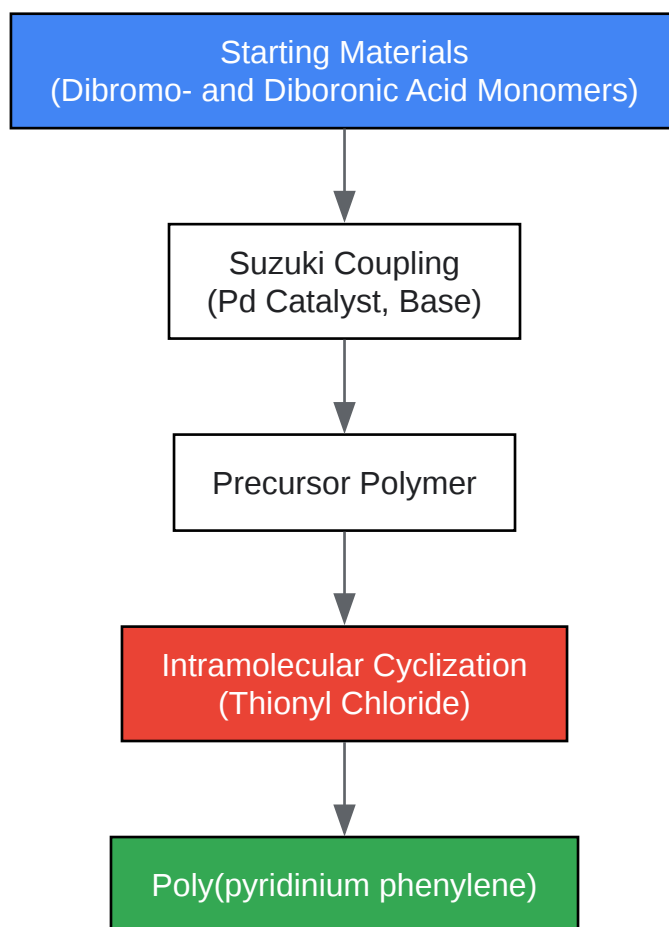 Starting Materials
(Dibromo- and Diboronic Acid Monomers)
Suzuki Coupling
(Pd Catalyst, Base)
Precursor Polymer
Intramolecular Cyclization
(Thionyl Chloride)
Poly(pyridinium phenylene)